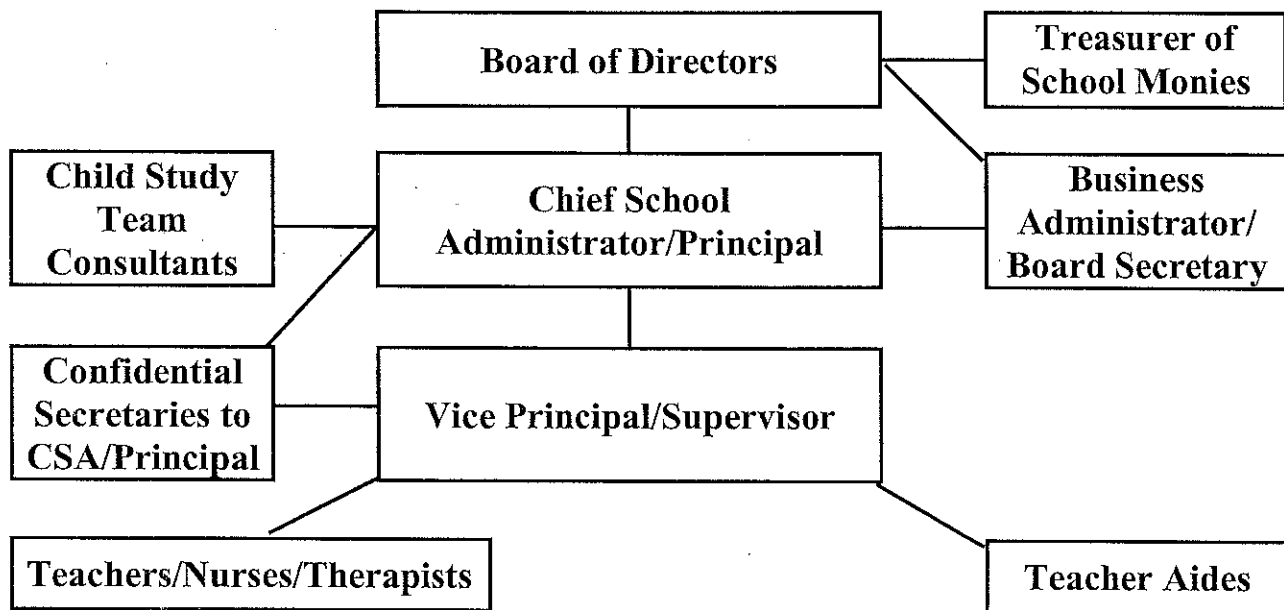 Board of Directors
Treasurer of
School Monies
Child Study
Team
Consultants
Chief School
Administrator/Principal
Business
Administrator/
Board Secretary
Confidential
Secretaries to
CSA/Principal
Vice Principal/Supervisor
Teachers/Nurses/Therapists
Teacher Aides